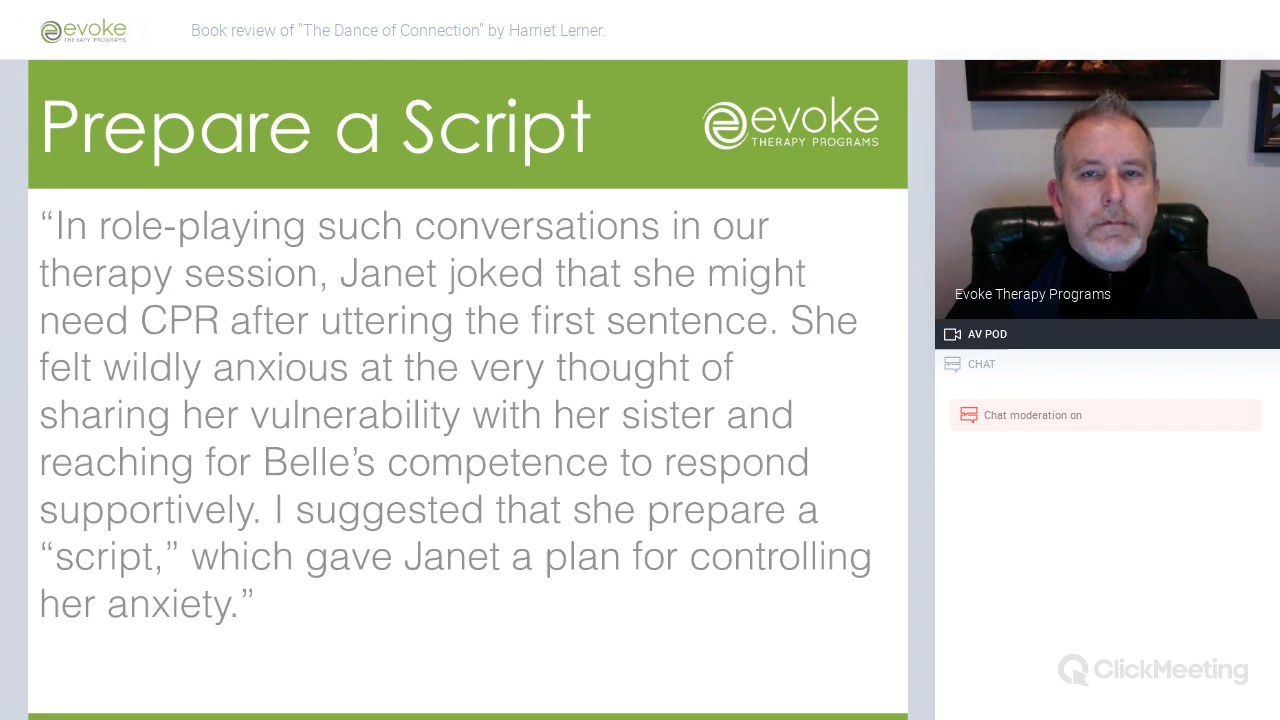 evoke
THERAPY PROGRAMS
Book review of "The Dance of Connection" by Harriet Lerner.
Prepare a Script
evoke
THERAPY PROGRAMS
“In role-playing such conversations in our
therapy session, Janet joked that she might
need CPR after uttering the first sentence. She
felt wildly anxious at the very thought of
sharing her vulnerability with her sister and
reaching for Belle’s competence to respond
supportively. I suggested that she prepare a
“script,” which gave Janet a plan for controlling
her anxiety.”
Evoke Therapy Programs
AV POD
CHAT
Chat moderation on
ClickMeeting